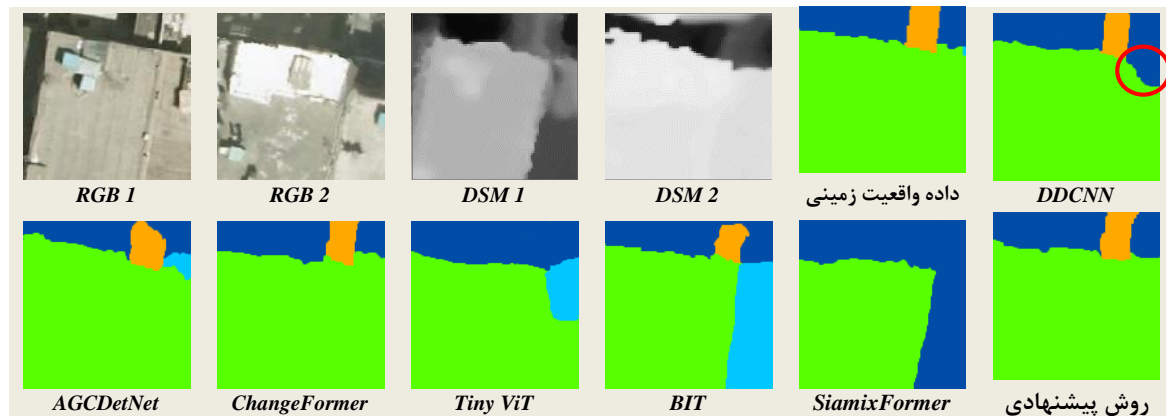 RGB 1
RGB 2
DSM 1
DSM 2
داده واقعیت زمینی
DDCNN
AGCDetNet
ChangeFormer
Tiny ViT
BIT
SiamixFormer
روش پیشنهادی